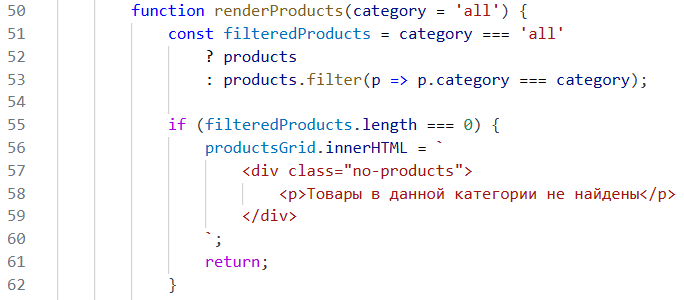 50 function renderProducts(category = 'all') {
51 const filteredProducts = category === 'all'
52 ? products
53 : products.filter(p => p.category === category);
54
55 if (filteredProducts.length === 0) {
56 productsGrid.innerHTML = `
57 <div class="no-products">
58 <p>Товары в данной категории не найдены</p>
59 </div>
60 `;
61 return;
62 }